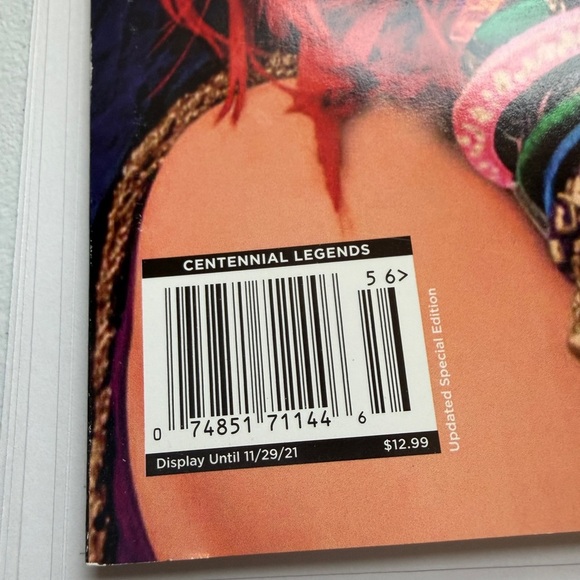 CENTENNIAL LEGENDS
5 6>
0 74851 71144 6
Display Until 11/29/21 $12.99
Updated Special Edition